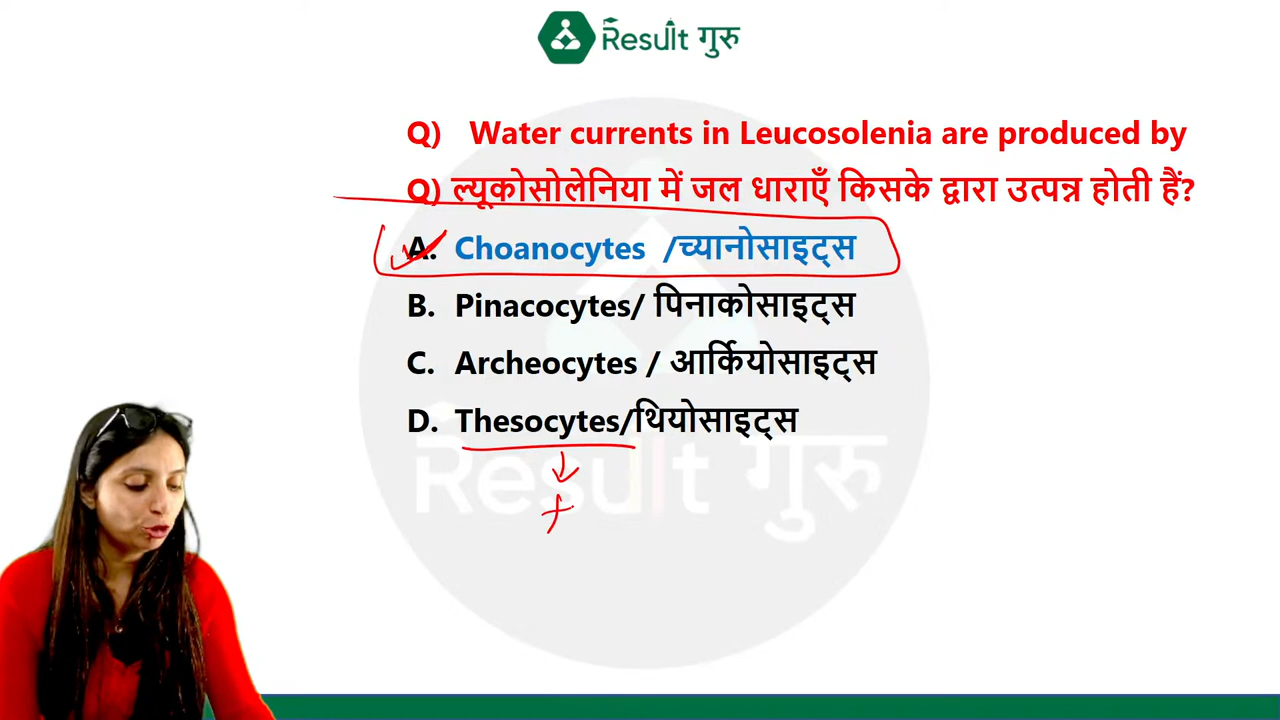 Result गुरु
Q) Water currents in Leucosolenia are produced by
Q) ल्यूकोसोलेनिया में जल धाराएँ किसके द्वारा उत्पन्न होती हैं?
A. Choanocytes /च्यानोसाइट्स
B. Pinacocytes/ पिनाकोसाइट्स
C. Archeocytes / आर्कियोसाइट्स
D. Thesocytes/थियोसाइट्स
Result गुरु